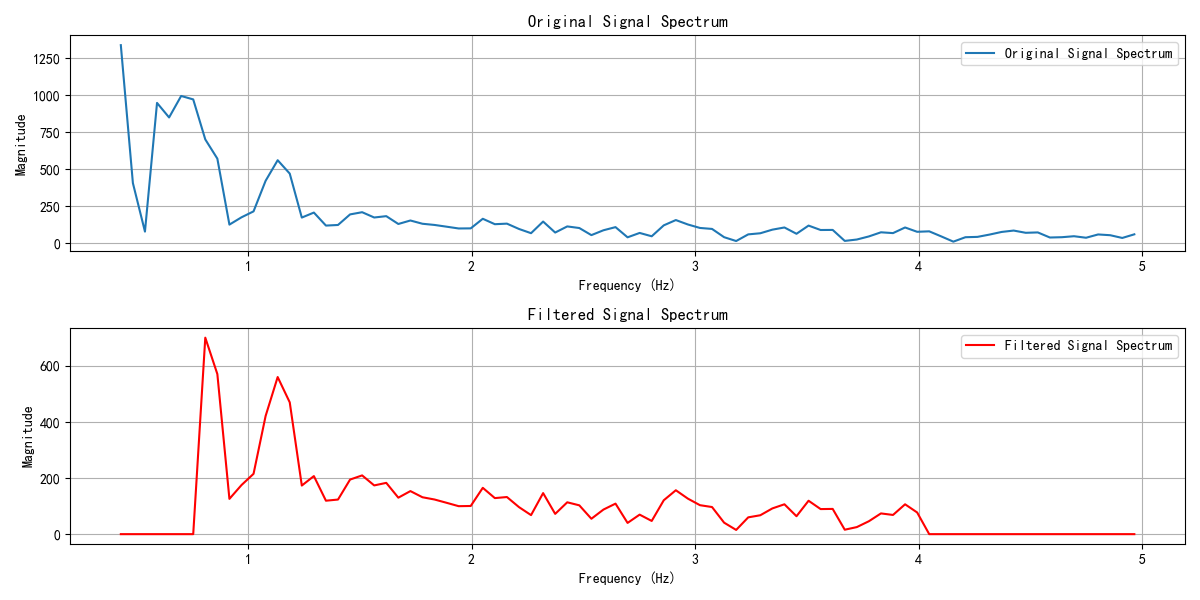 Original Signal Spectrum
Original Signal Spectrum
1250
1000
750
500
250
0
Magnitude
1 2 3 4 5
Frequency (Hz)
Filtered Signal Spectrum
Filtered Signal Spectrum
600
400
200
0
Magnitude
1 2 3 4 5
Frequency (Hz)